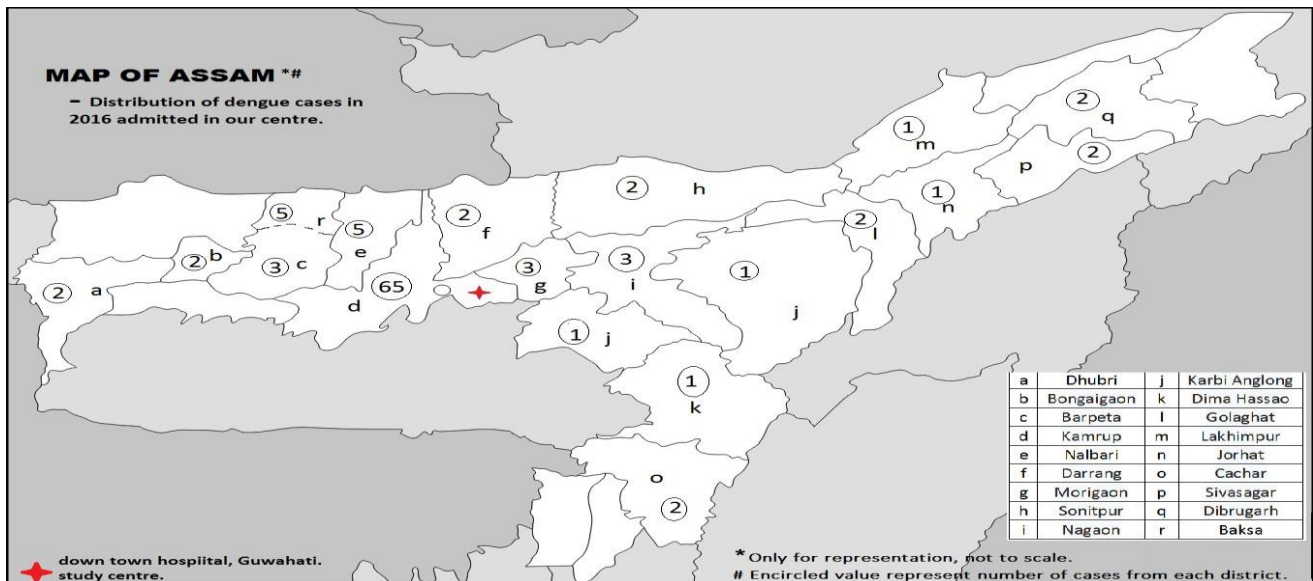 MAP OF ASSAM *#
– Distribution of dengue cases in
2016 admitted in our centre.
2 q
1 m
2 p
1 n
2 h
2 l
5 r
5 e
2 f
2 b
3 c
3 g
3 i
1 j
2 a
65 d
1 j
1 k
o 2
a Dhubri j Karbi Anglong
b Bongaigaon k Dima Hassao
c Barpeta l Golaghat
d Kamrup m Lakhimpur
e Nalbari n Jorhat
f Darrang o Cachar
g Morigaon p Sivasagar
h Sonitpur q Dibrugarh
i Nagaon r Baksa
down town hospiital, Guwahati.
study centre.
* Only for representation, not to scale.
# Encircled value represent number of cases from each district.